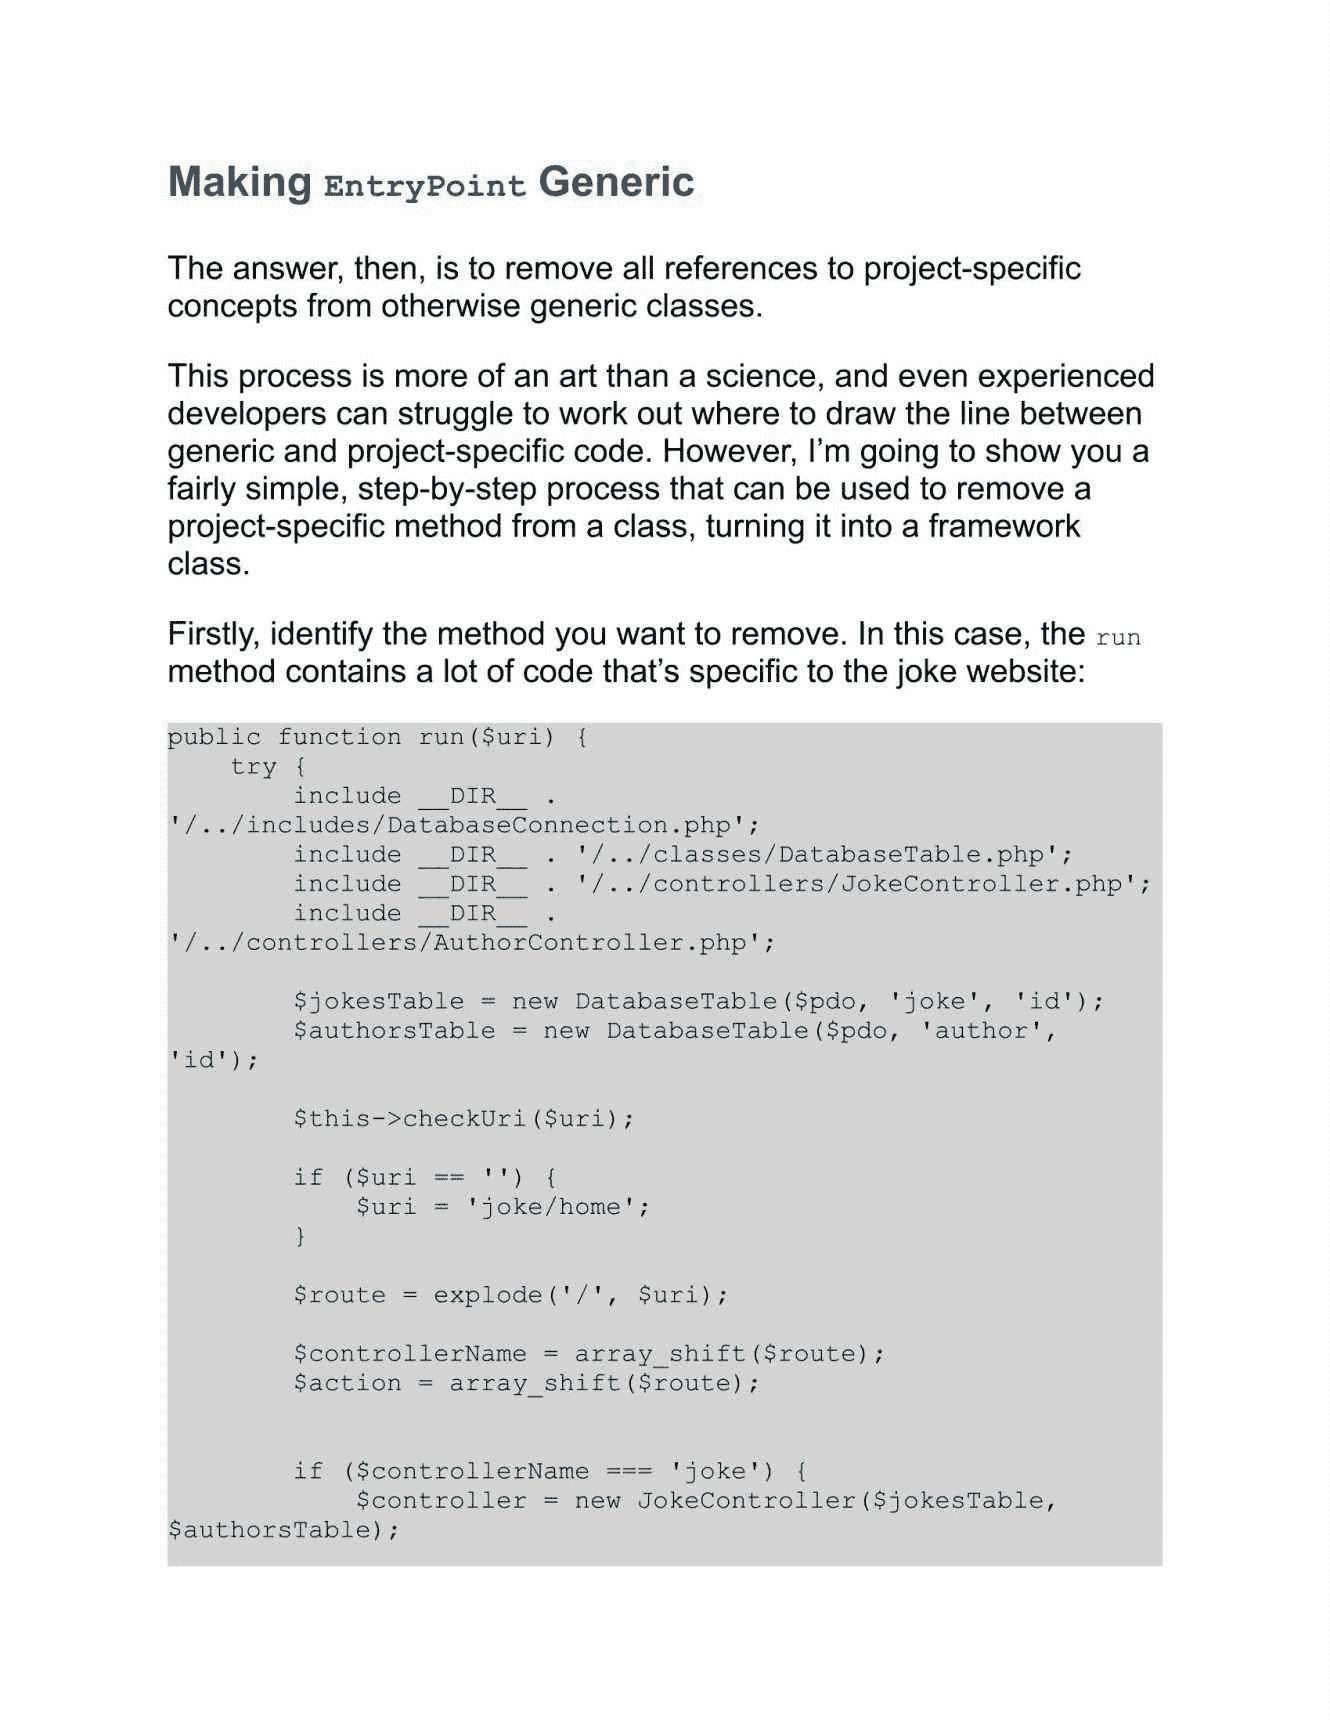 Making EntryPoint Generic
The answer, then, is to remove all references to project-specific
concepts from otherwise generic classes.
This process is more of an art than a science, and even experienced
developers can struggle to work out where to draw the line between
generic and project-specific code. However, I’m going to show you a
fairly simple, step-by-step process that can be used to remove a
project-specific method from a class, turning it into a framework
class.
Firstly, identify the method you want to remove. In this case, the run
method contains a lot of code that’s specific to the joke website:
public function run($uri) {
    try {
        include __DIR__ .
'/../includes/DatabaseConnection.php';
        include __DIR__ . '/../classes/DatabaseTable.php';
        include __DIR__ . '/../controllers/JokeController.php';
        include __DIR__ .
'/../controllers/AuthorController.php';
        $jokesTable = new DatabaseTable($pdo, 'joke', 'id');
        $authorsTable = new DatabaseTable($pdo, 'author',
'id');
        $this->checkUri($uri);
        if ($uri == '') {
            $uri = 'joke/home';
        }
        $route = explode('/', $uri);
        $controllerName = array_shift($route);
        $action = array_shift($route);
        if ($controllerName === 'joke') {
            $controller = new JokeController($jokesTable,
$authorsTable);